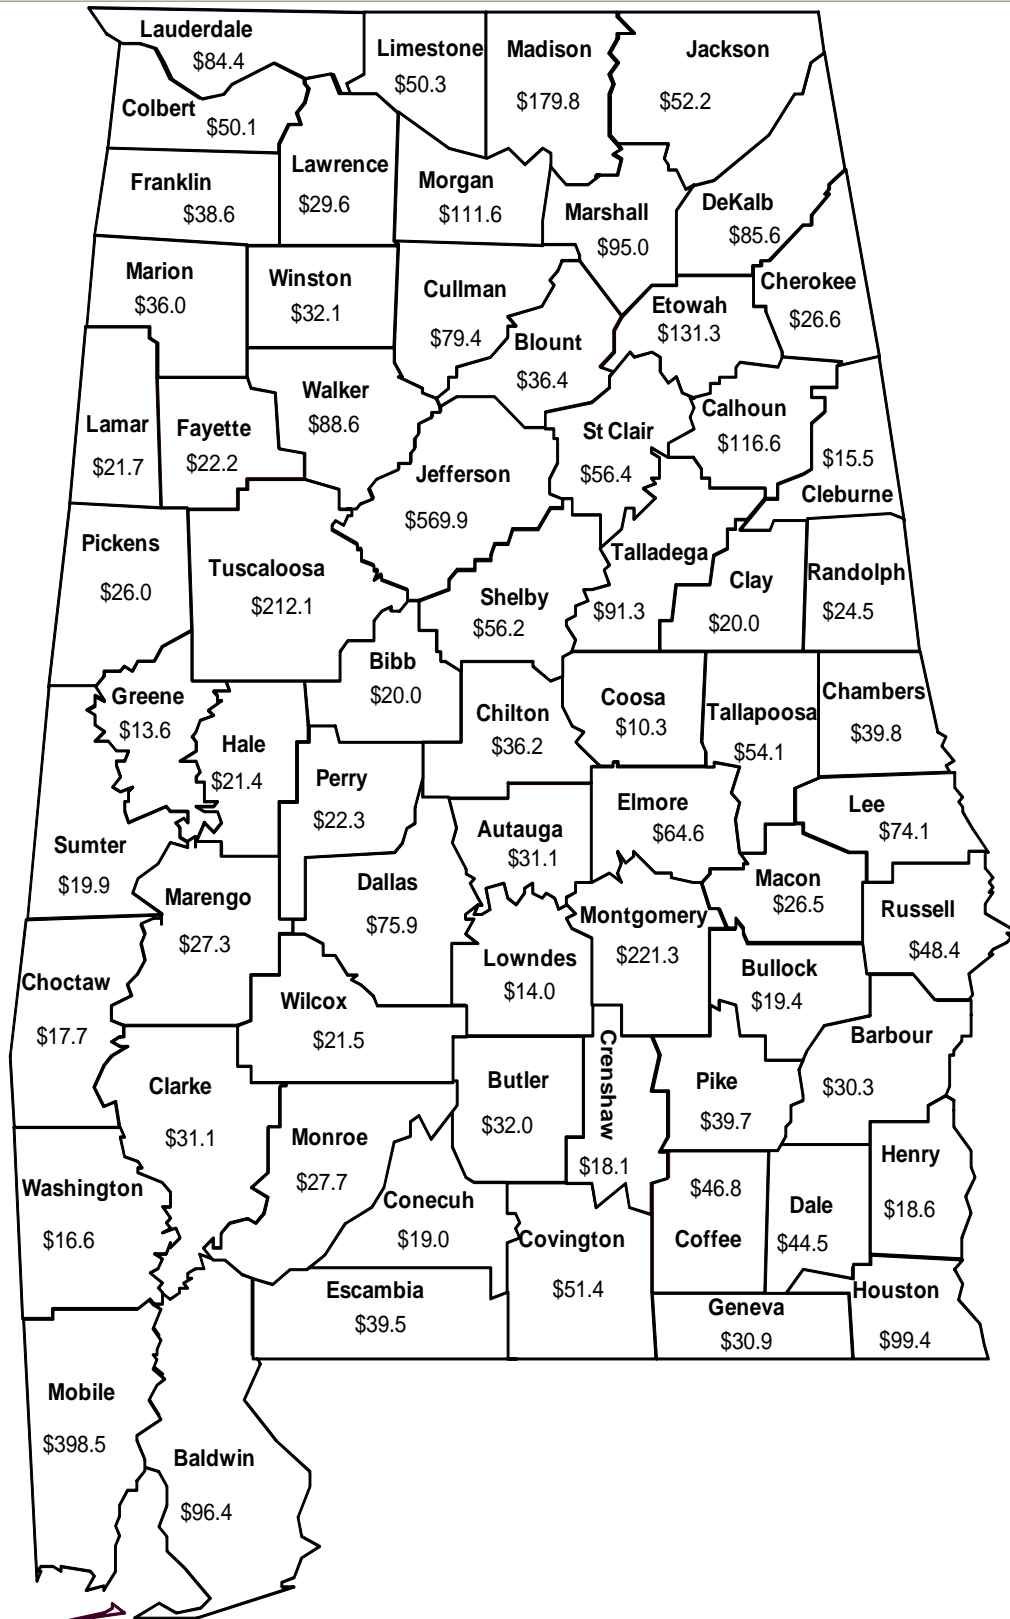 Lauderdale
$84.4
Limestone
$50.3
Madison
$179.8
Jackson
$52.2
Colbert
$50.1
Lawrence
$29.6
Franklin
$38.6
Morgan
$111.6
Marshall
$95.0
DeKalb
$85.6
Marion
$36.0
Winston
$32.1
Cullman
$79.4
Blount
$36.4
Etowah
$131.3
Cherokee
$26.6
Lamar
$21.7
Fayette
$22.2
Walker
$88.6
Jefferson
$569.9
St Clair
$56.4
Calhoun
$116.6
$15.5
Cleburne
Pickens
$26.0
Tuscaloosa
$212.1
Shelby
$56.2
Talladega
$91.3
Clay
$20.0
Randolph
$24.5
Greene
$13.6
Hale
$21.4
Bibb
$20.0
Chilton
$36.2
Coosa
$10.3
Tallapoosa
$54.1
Chambers
$39.8
Perry
$22.3
Sumter
$19.9
Marengo
$27.3
Dallas
$75.9
Autauga
$31.1
Elmore
$64.6
Lee
$74.1
Macon
$26.5
Russell
$48.4
Choctaw
$17.7
Wilcox
$21.5
Lowndes
$14.0
Montgomery
$221.3
Bullock
$19.4
Barbour
$30.3
Clarke
$31.1
Monroe
$27.7
Butler
$32.0
Crenshaw
$18.1
Pike
$39.7
Henry
$18.6
Washington
$16.6
Conecuh
$19.0
Covington
$51.4
$46.8
Coffee
Dale
$44.5
Escambia
$39.5
Geneva
$30.9
Houston
$99.4
Mobile
$398.5
Baldwin
$96.4